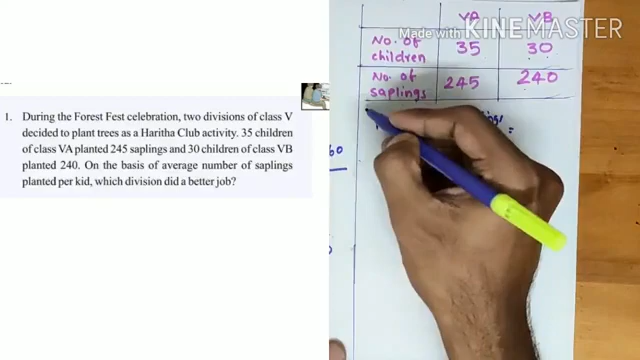 1. During the Forest Fest celebration, two divisions of class V
decided to plant trees as a Haritha Club activity. 35 children
of class VA planted 245 saplings and 30 children of class VB
planted 240. On the basis of average number of saplings
planted per kid, which division did a better job?
Made with KINEMASTER
VA VB
No. of children 35 30
No. of saplings 245 240